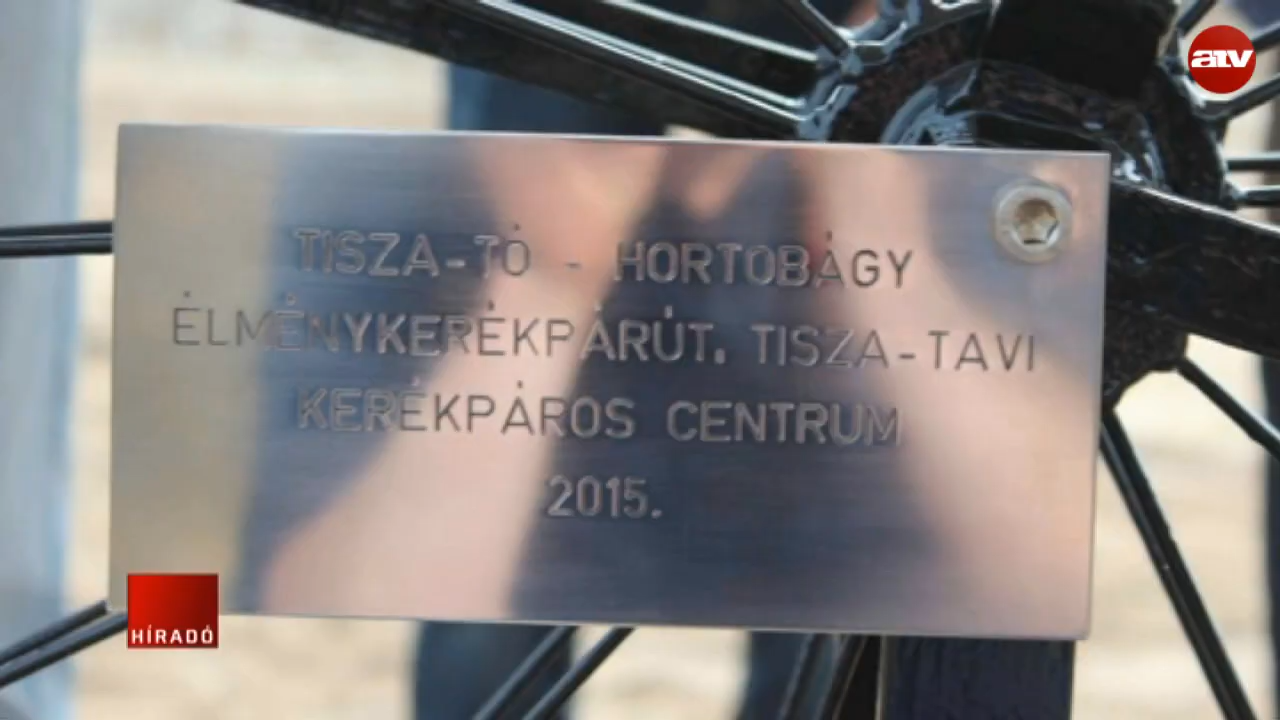 atv
TISZA-TÓ - HORTOBÁGY
ÉLMÉNYKERÉKPÁRÚT. TISZA-TAVI
KERÉKPÁROS CENTRUM
2015.
HÍRADÓ